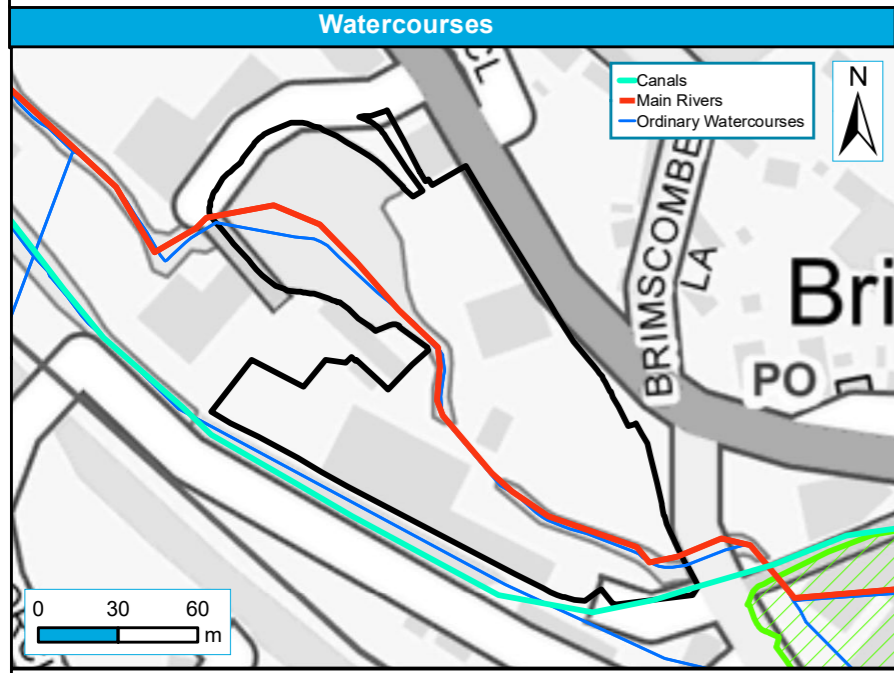 Watercourses
CL
Canals
Main Rivers
Ordinary Watercourses
N
BRIMSCOMBE
LA
Bri
PO
0 30 60
m